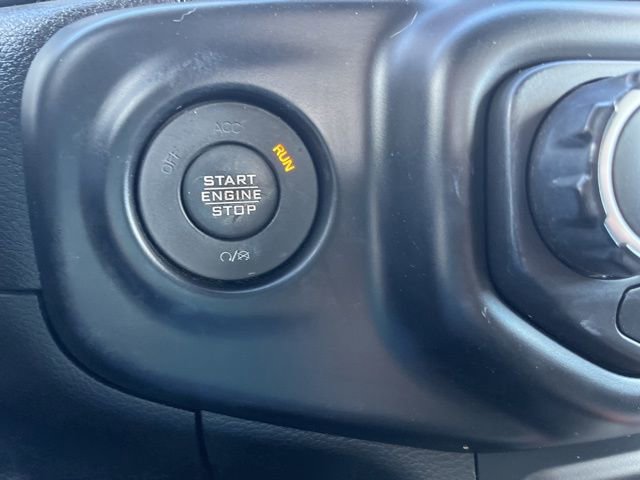 ACC
OFF
RUN
START
ENGINE
STOP